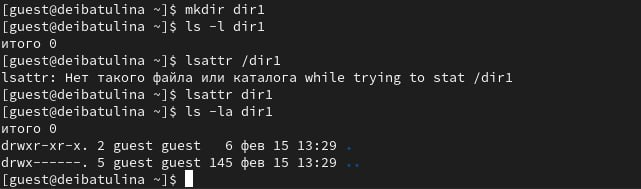 [guest@deibatulina ~]$ mkdir dir1
[guest@deibatulina ~]$ ls -l dir1
итого 0
[guest@deibatulina ~]$ lsattr /dir1
lsattr: Нет такого файла или каталога while trying to stat /dir1
[guest@deibatulina ~]$ lsattr dir1
[guest@deibatulina ~]$ ls -la dir1
итого 0
drwxr-xr-x. 2 guest guest   6 фев 15 13:29 .
drwx------. 5 guest guest 145 фев 15 13:29 ..
[guest@deibatulina ~]$